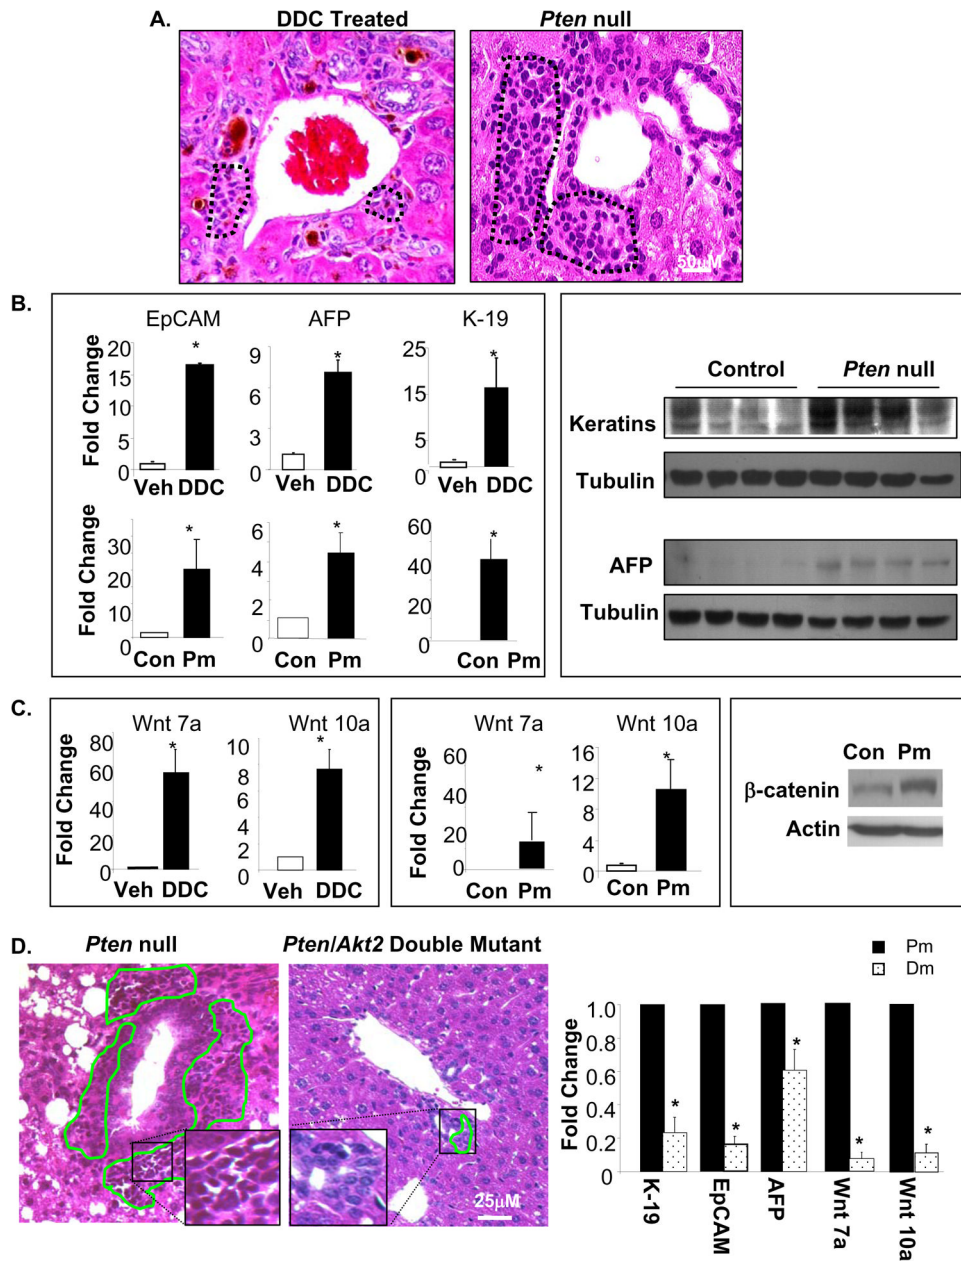 A.
DDC Treated
Pten null
50µM
B.
EpCAM
AFP
K-19
Fold Change
20
15
10
5
0
Veh DDC
*
9
6
3
0
Veh DDC
*
25
15
5
0
Veh DDC
*
Fold Change
30
20
10
0
Con Pm
*
6
4
2
0
Con Pm
*
60
40
20
0
Con Pm
*
Control
Pten null
Keratins
Tubulin
AFP
Tubulin
C.
Wnt 7a
Wnt 10a
Fold Change
80
60
40
20
0
Veh DDC
*
10
8
6
4
2
0
Veh DDC
*
Wnt 7a
Wnt 10a
Fold Change
60
40
20
0
Con Pm
*
16
12
8
4
0
Con Pm
*
Con Pm
β-catenin
Actin
D.
Pten null
Pten/Akt2 Double Mutant
25µM
Pm
Dm
Fold Change
1.0
0.8
0.6
0.4
0.2
0
*
*
*
*
*
K-19
EpCAM
AFP
Wnt 7a
Wnt 10a